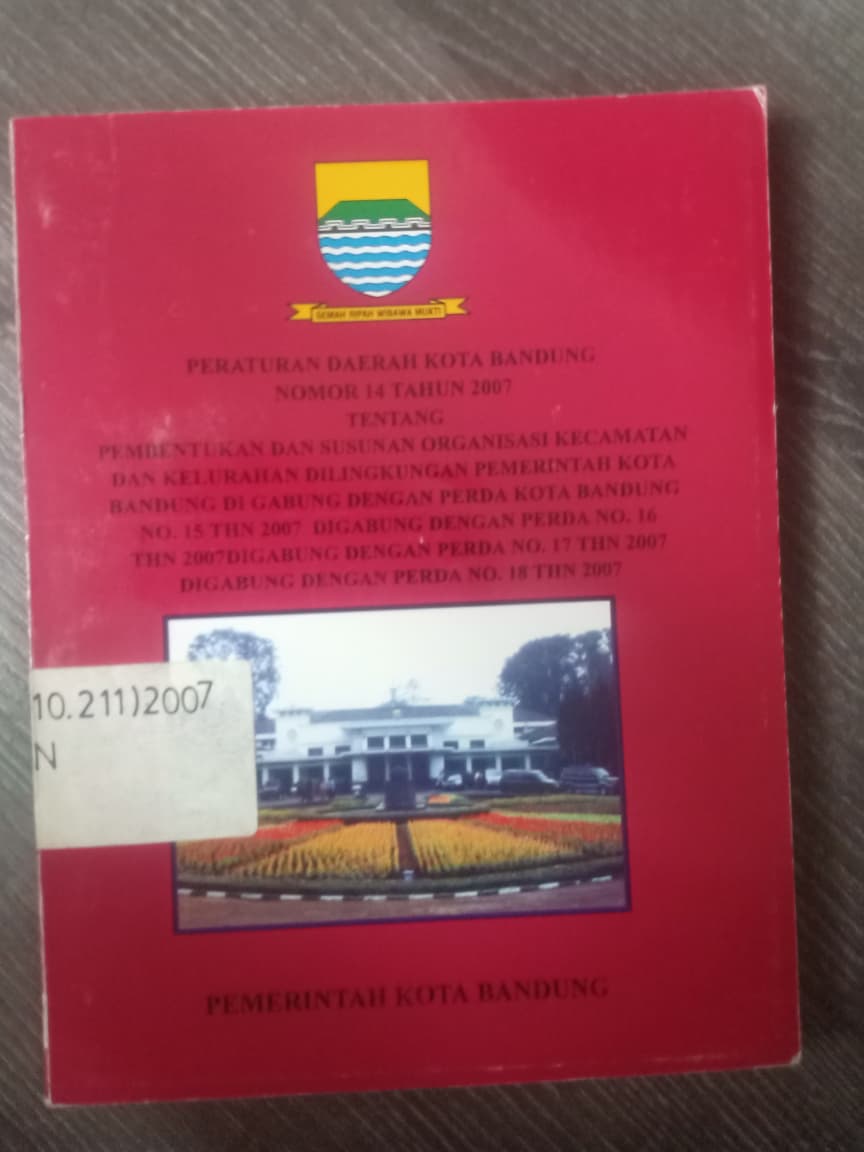 GEMAH RIPAH WIBAWA MUKTI
PERATURAN DAERAH KOTA BANDUNG
NOMOR 14 TAHUN 2007
TENTANG
PEMBENTUKAN DAN SUSUNAN ORGANISASI KECAMATAN
DAN KELURAHAN DILINGKUNGAN PEMERINTAH KOTA
BANDUNG DI GABUNG DENGAN PERDA KOTA BANDUNG
NO. 15 THN 2007 DIGABUNG DENGAN PERDA NO. 16
THN 2007DIGABUNG DENGAN PERDA NO. 17 THN 2007
DIGABUNG DENGAN PERDA NO. 18 THN 2007
10.211)2007
N
PEMERINTAH KOTA BANDUNG